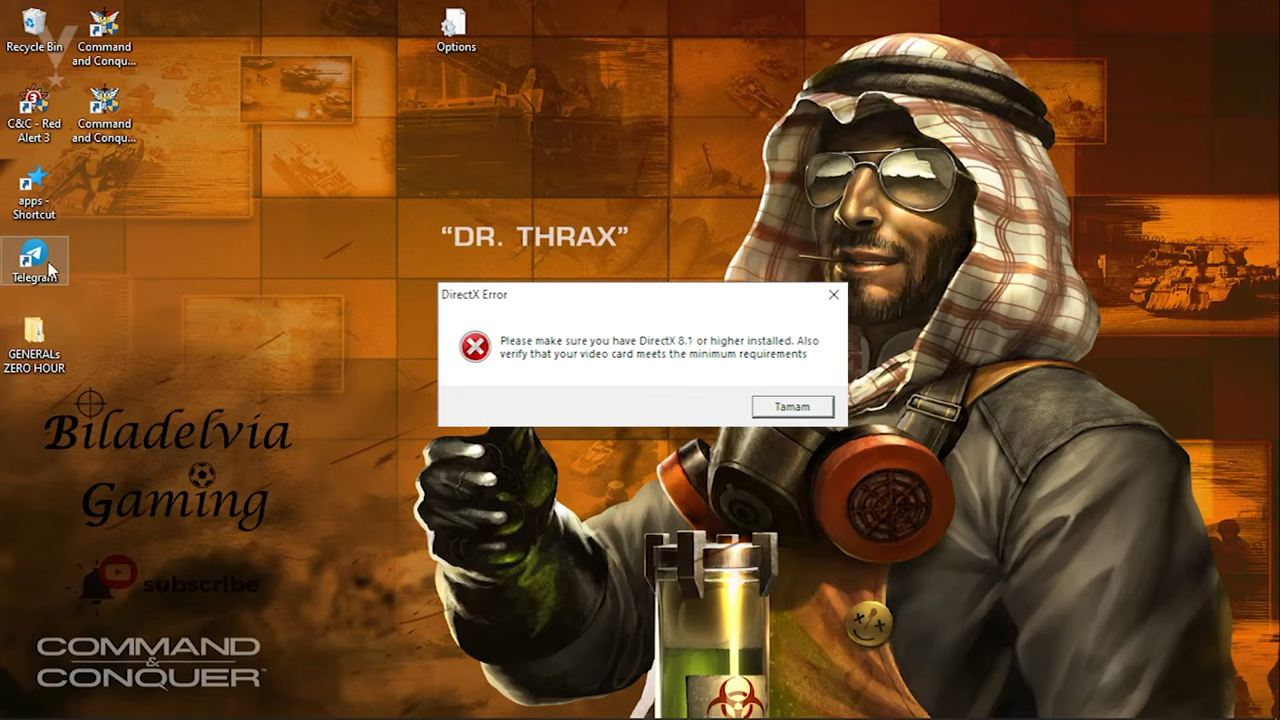 Recycle Bin
Command
and Conqu...
Options
C&C - Red
Alert 3
Command
and Conqu...
apps -
Shortcut
"DR. THRAX"
Telegram
DirectX Error
Please make sure you have DirectX 8.1 or higher installed. Also
verify that your video card meets the minimum requirements
Tamam
GENERALs
ZERO HOUR
Biladelvia
Gaming
subscribe
COMMAND
&
CONQUER™